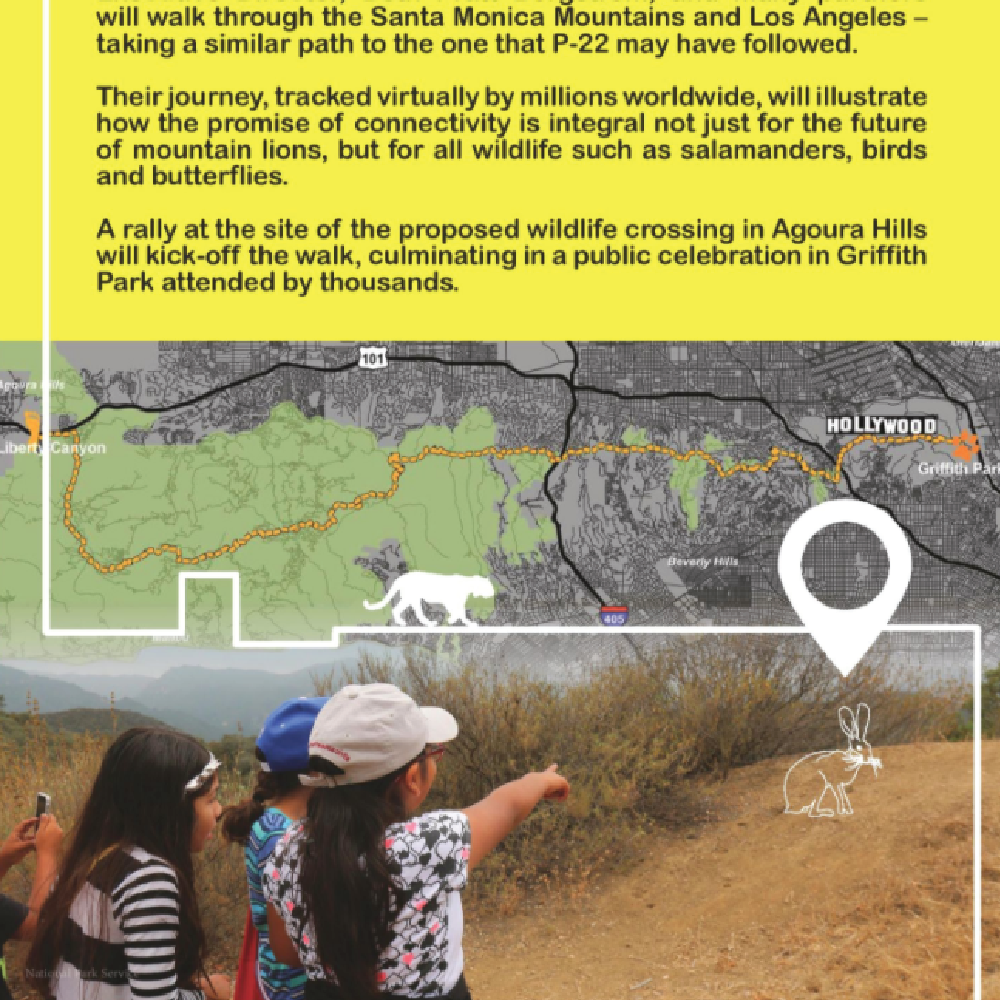 will walk through the Santa Monica Mountains and Los Angeles –
taking a similar path to the one that P-22 may have followed.
Their journey, tracked virtually by millions worldwide, will illustrate
how the promise of connectivity is integral not just for the future
of mountain lions, but for all wildlife such as salamanders, birds
and butterflies.
A rally at the site of the proposed wildlife crossing in Agoura Hills
will kick-off the walk, culminating in a public celebration in Griffith
Park attended by thousands.
101
Agoura Hills
HOLLYWOOD
Liberty Canyon
Griffith Park
Beverly Hills
405
National Park Service